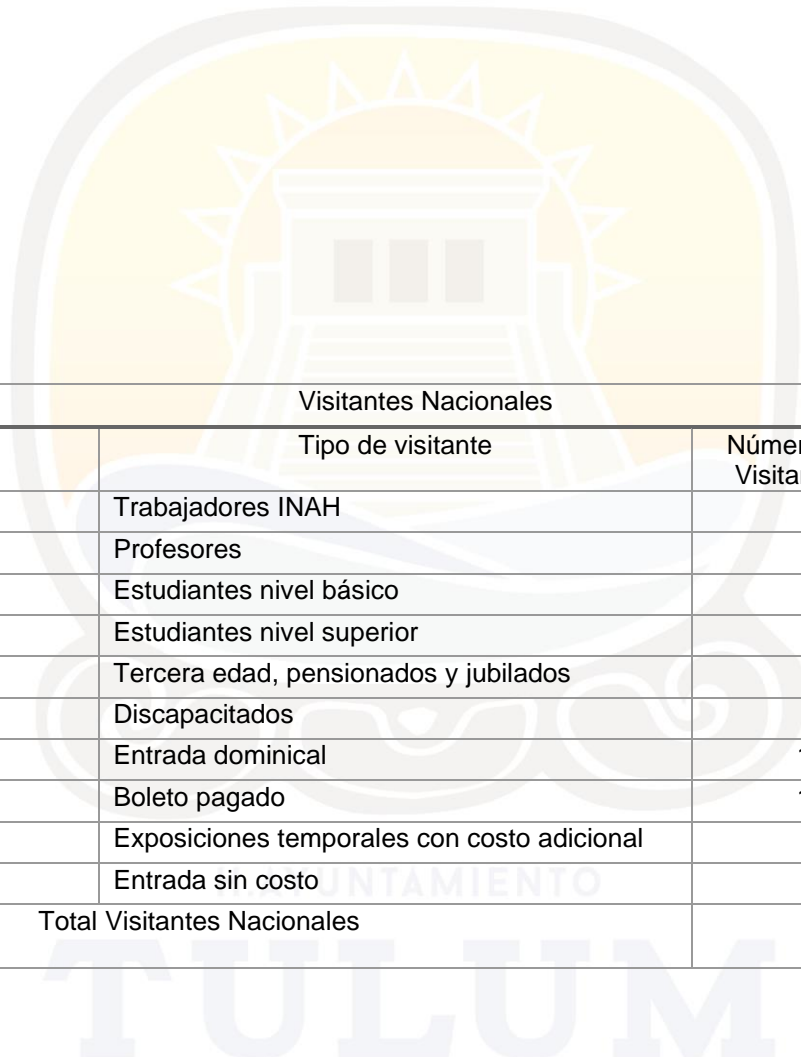 Visitantes Nacionales
Tipo de visitante
Trabajadores INAH
Profesores
Estudiantes nivel básico
Estudiantes nivel superior
Tercera edad, pensionados y jubilados
Discapacitados
Entrada dominical
Boleto pagado
Exposiciones temporales con costo adicional
Entrada sin costo
Total Visitantes Nacionales
TULUM